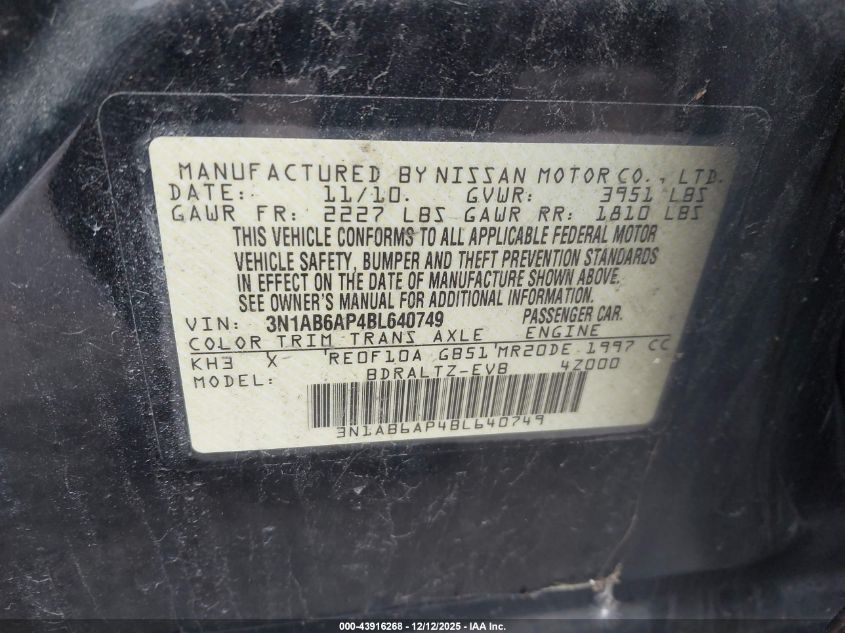 MANUFACTURED BY NISSAN MOTOR CO., LTD.
DATE: 11/10. GVWR: 3951 LBS
GAWR FR: 2227 LBS GAWR RR: 1810 LBS
THIS VEHICLE CONFORMS TO ALL APPLICABLE FEDERAL MOTOR
VEHICLE SAFETY, BUMPER AND THEFT PREVENTION STANDARDS
IN EFFECT ON THE DATE OF MANUFACTURE SHOWN ABOVE.
SEE OWNER'S MANUAL FOR ADDITIONAL INFORMATION.
VIN: 3N1AB6AP4BL640749 PASSENGER CAR.
COLOR TRIM TRANS AXLE ENGINE
KH3 X RE0F10A GB51 MR20DE 1997 CC
MODEL: BDRALTZ-EVB 4Z000
3N1AB6AP4BL640749
000-43916268 - 12/12/2025 - IAA Inc.